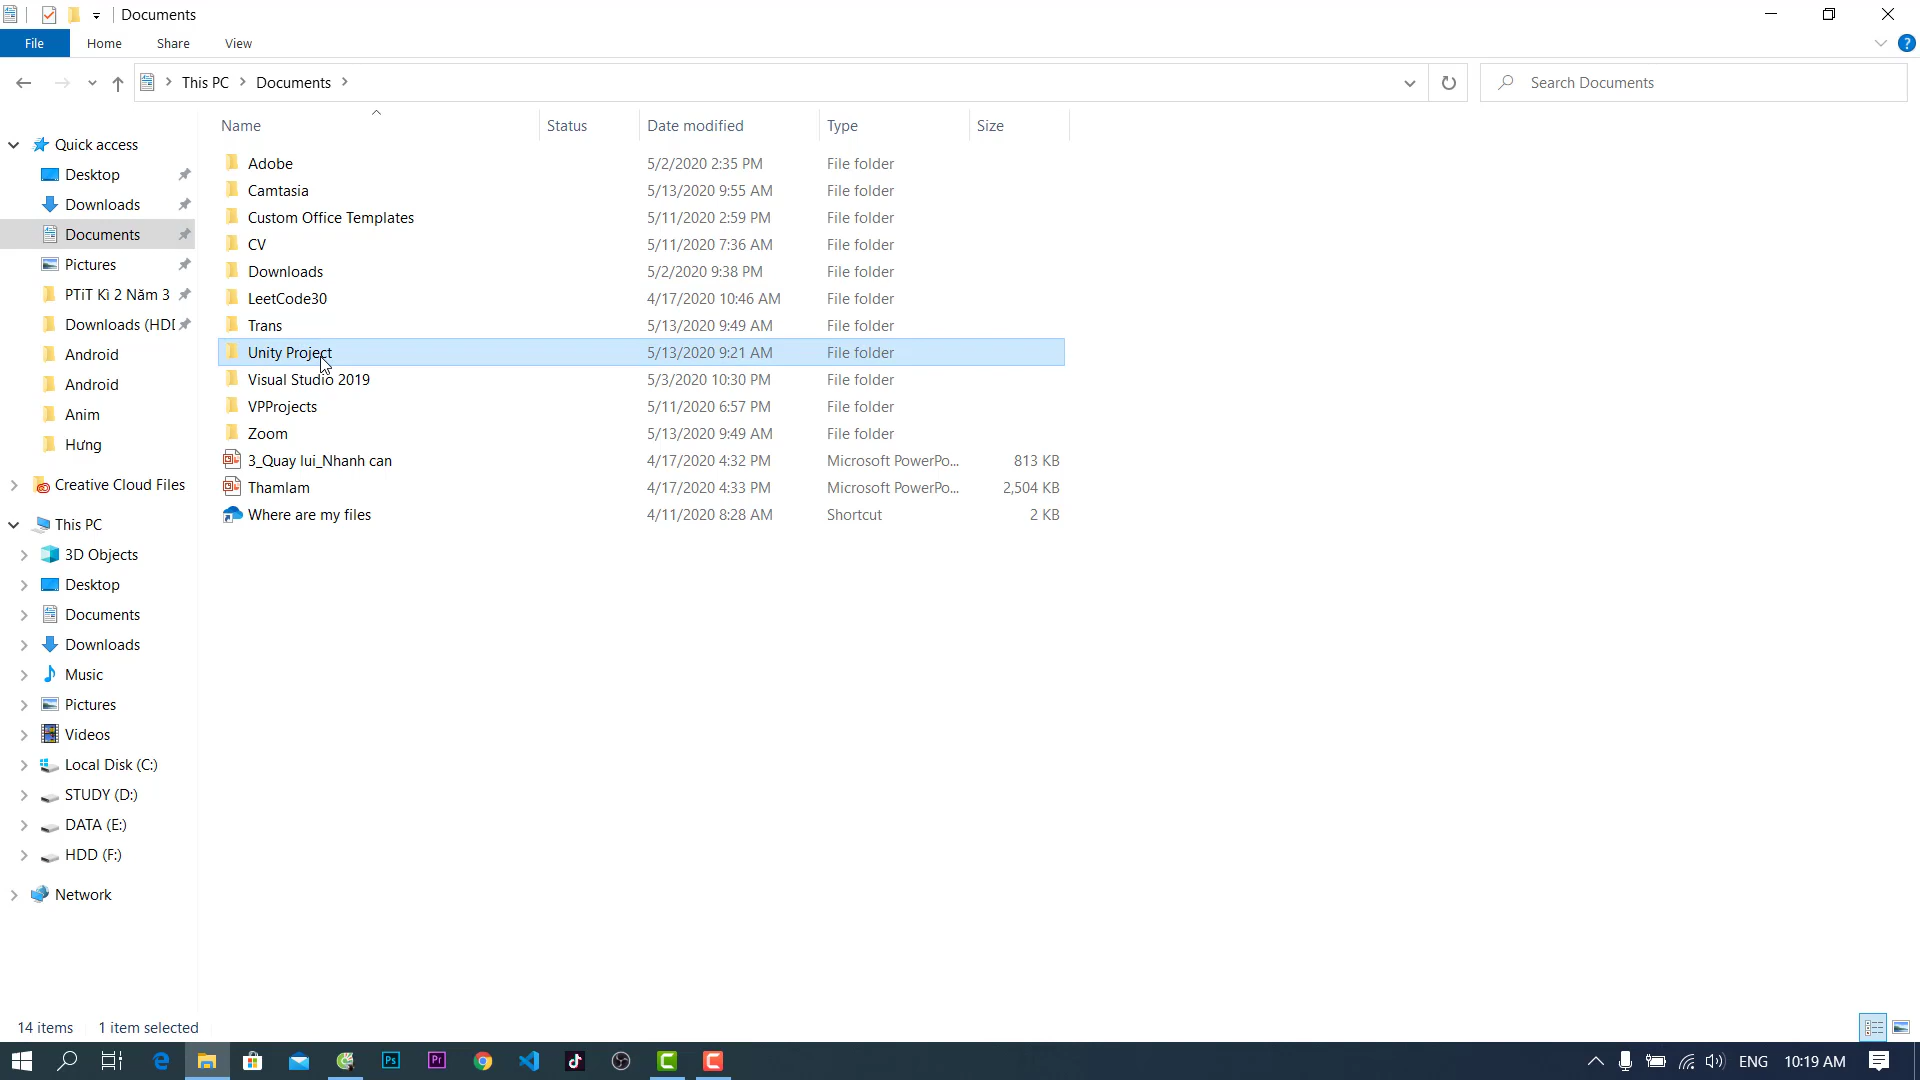 Documents
File Home Share View
This PC Documents Search Documents
Name Status Date modified Type Size
Quick access
Desktop
Downloads
Documents
Pictures
PTiT Kì 2 Năm 3
Downloads (HDD
Android
Android
Anim
Hưng
Creative Cloud Files
This PC
3D Objects
Desktop
Documents
Downloads
Music
Pictures
Videos
Local Disk (C:)
STUDY (D:)
DATA (E:)
HDD (F:)
Network
Adobe 5/2/2020 2:35 PM File folder
Camtasia 5/13/2020 9:55 AM File folder
Custom Office Templates 5/11/2020 2:59 PM File folder
CV 5/11/2020 7:36 AM File folder
Downloads 5/2/2020 9:38 PM File folder
LeetCode30 4/17/2020 10:46 AM File folder
Trans 5/13/2020 9:49 AM File folder
Unity Project 5/13/2020 9:21 AM File folder
Visual Studio 2019 5/3/2020 10:30 PM File folder
VPProjects 5/11/2020 6:57 PM File folder
Zoom 5/13/2020 9:49 AM File folder
3_Quay lui_Nhanh can 4/17/2020 4:32 PM Microsoft PowerPo... 813 KB
Thamlam 4/17/2020 4:33 PM Microsoft PowerPo... 2,504 KB
Where are my files 4/11/2020 8:28 AM Shortcut 2 KB
14 items 1 item selected
Ps Pr ENG 10:19 AM